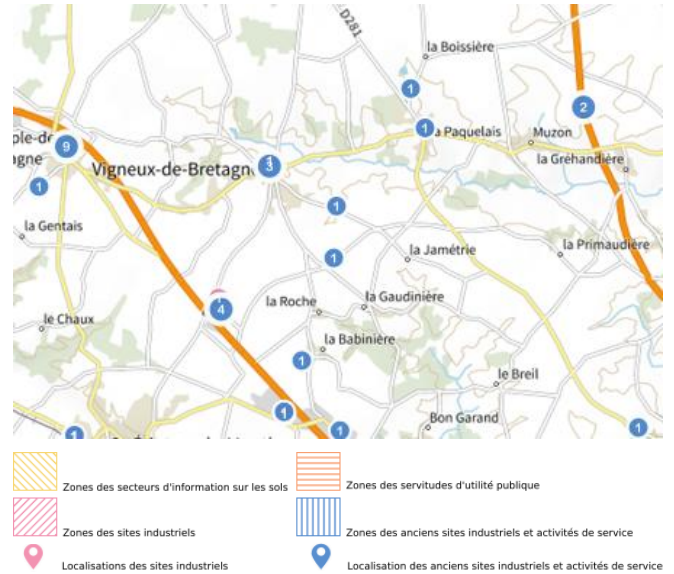 D281
la Boissière
1
2
1
la Paquelais
Muzon
9
la Gréhandière
Vigneux-de-Bretagne
3
1
1
la Gentais
1
la Jamétrie
la Primaudière
4
la Roche
la Gaudinière
le Chaux
la Babinière
1
le Breil
1
Bon Garand
1
1
1
Zones des secteurs d'information sur les sols
Zones des servitudes d'utilité publique
Zones des sites industriels
Zones des anciens sites industriels et activités de service
Localisations des sites industriels
Localisation des anciens sites industriels et activités de service